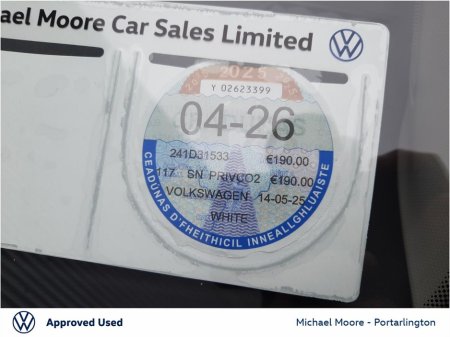 ael Moore Car Sales Limited
2025
Y 02623399
04-26
241D31533 €190.00
117 SN PRIVCO2 €190.00
VOLKSWAGEN 14-05-25
WHITE
CEADÚNAS D'FHEITHICIL INNEALLGHLUAISTE
Approved Used
Michael Moore - Portarlington